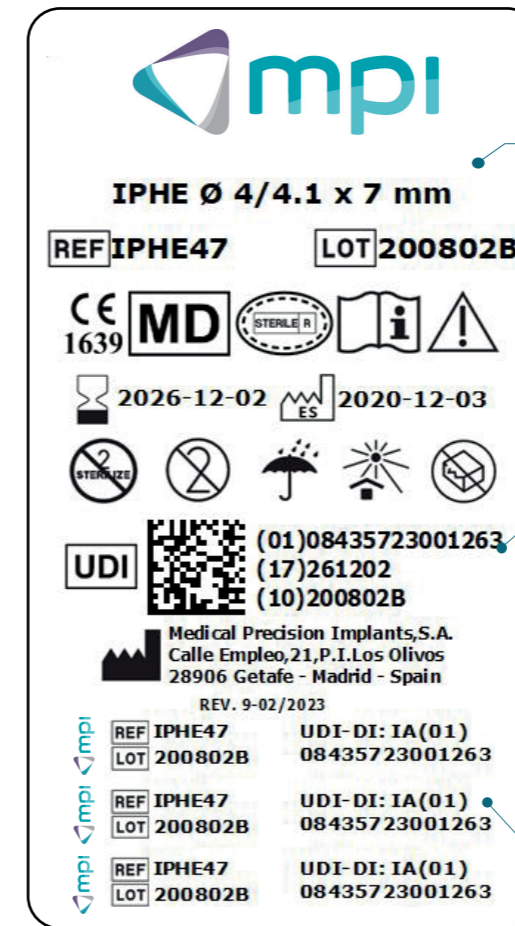 mpi
IPHE Ø 4/4.1 x 7 mm
REF IPHE47 LOT 200802B
CE 1639 MD STERILE R i
2026-12-02 ES 2020-12-03
2 STERILIZE 2
UDI (01)08435723001263
(17)261202
(10)200802B
Medical Precision Implants,S.A.
Calle Empleo,21,P.I.Los Olivos
28906 Getafe - Madrid - Spain
REV. 9-02/2023
mpi REF IPHE47 UDI-DI: IA(01)
LOT 200802B 08435723001263
mpi REF IPHE47 UDI-DI: IA(01)
LOT 200802B 08435723001263
mpi REF IPHE47 UDI-DI: IA(01)
LOT 200802B 08435723001263